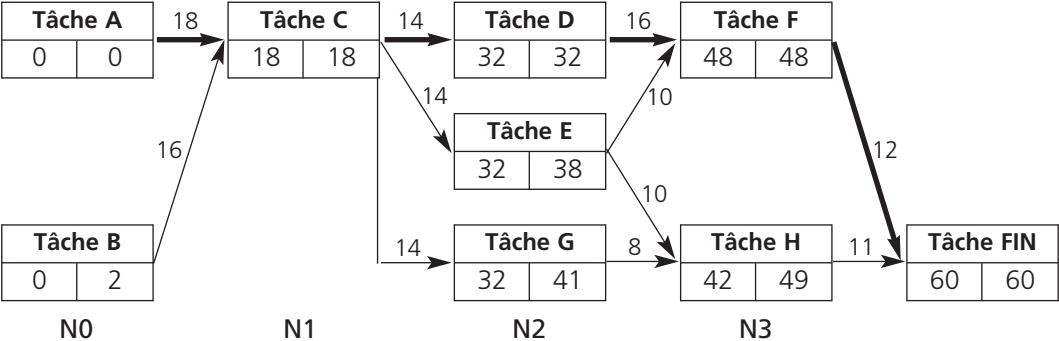 Tâche A 18 Tâche C 14 Tâche D 16 Tâche F
0 0 18 18 32 32 48 48
14 10
Tâche E
16 32 38 12
10
Tâche B 14 Tâche G 8 Tâche H 11 Tâche FIN
0 2 32 41 42 49 60 60
N0 N1 N2 N3